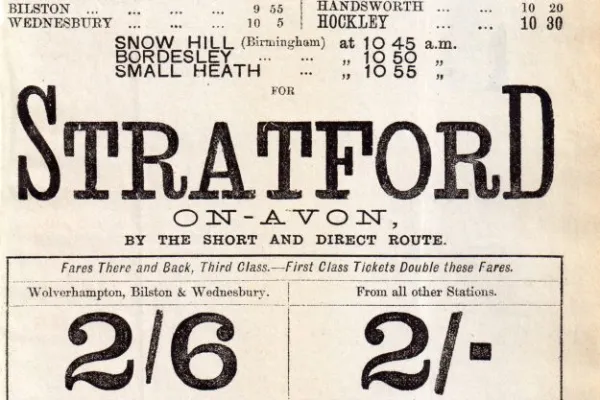 BILSTON ... ... ... 9 55 HANDSWORTH ... ... 10 20
WEDNESBURY ... ... 10 5 HOCKLEY ... ... 10 30
SNOW HILL (Birmingham) at 10 45 a.m.
BORDESLEY ... ... „ 10 50 „
SMALL HEATH ... „ 10 55 „
FOR
STRATFORD
ON-AVON,
BY THE SHORT AND DIRECT ROUTE.
Fares There and Back, Third Class.—First Class Tickets Double these Fares.
Wolverhampton, Bilston & Wednesbury. From all other Stations.
2/6 2/-